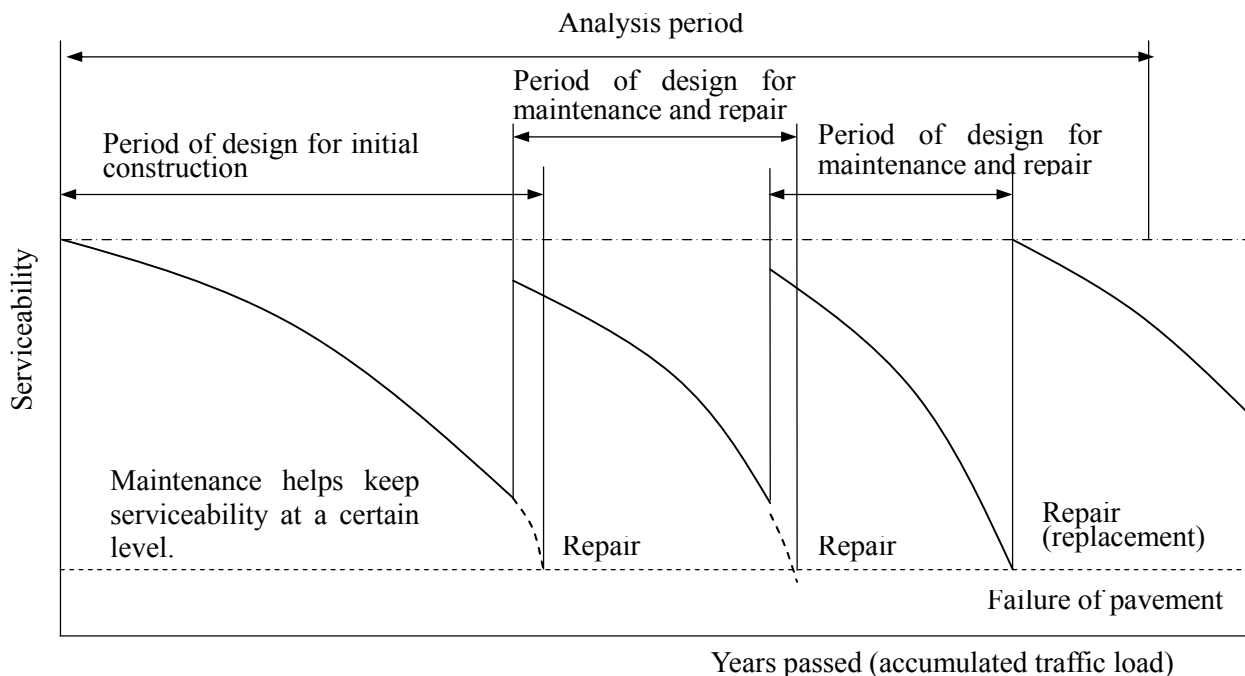 Analysis period
Period of design for
maintenance and repair
Period of design for initial
construction
Period of design for
maintenance and repair
Serviceability
Maintenance helps keep
serviceability at a certain
level.
Repair
Repair
Repair
(replacement)
Failure of pavement
Years passed (accumulated traffic load)